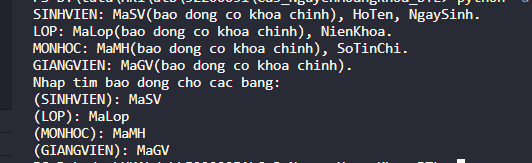 SINHVIEN: MaSV(bao dong co khoa chinh), HoTen, NgaySinh.
LOP: MaLop(bao dong co khoa chinh), NienKhoa.
MONHOC: MaMH(bao dong co khoa chinh), SoTinChi.
GIANGVIEN: MaGV(bao dong co khoa chinh).
Nhap tim bao dong cho cac bang:
(SINHVIEN): MaSV
(LOP): MaLop
(MONHOC): MaMH
(GIANGVIEN): MaGV